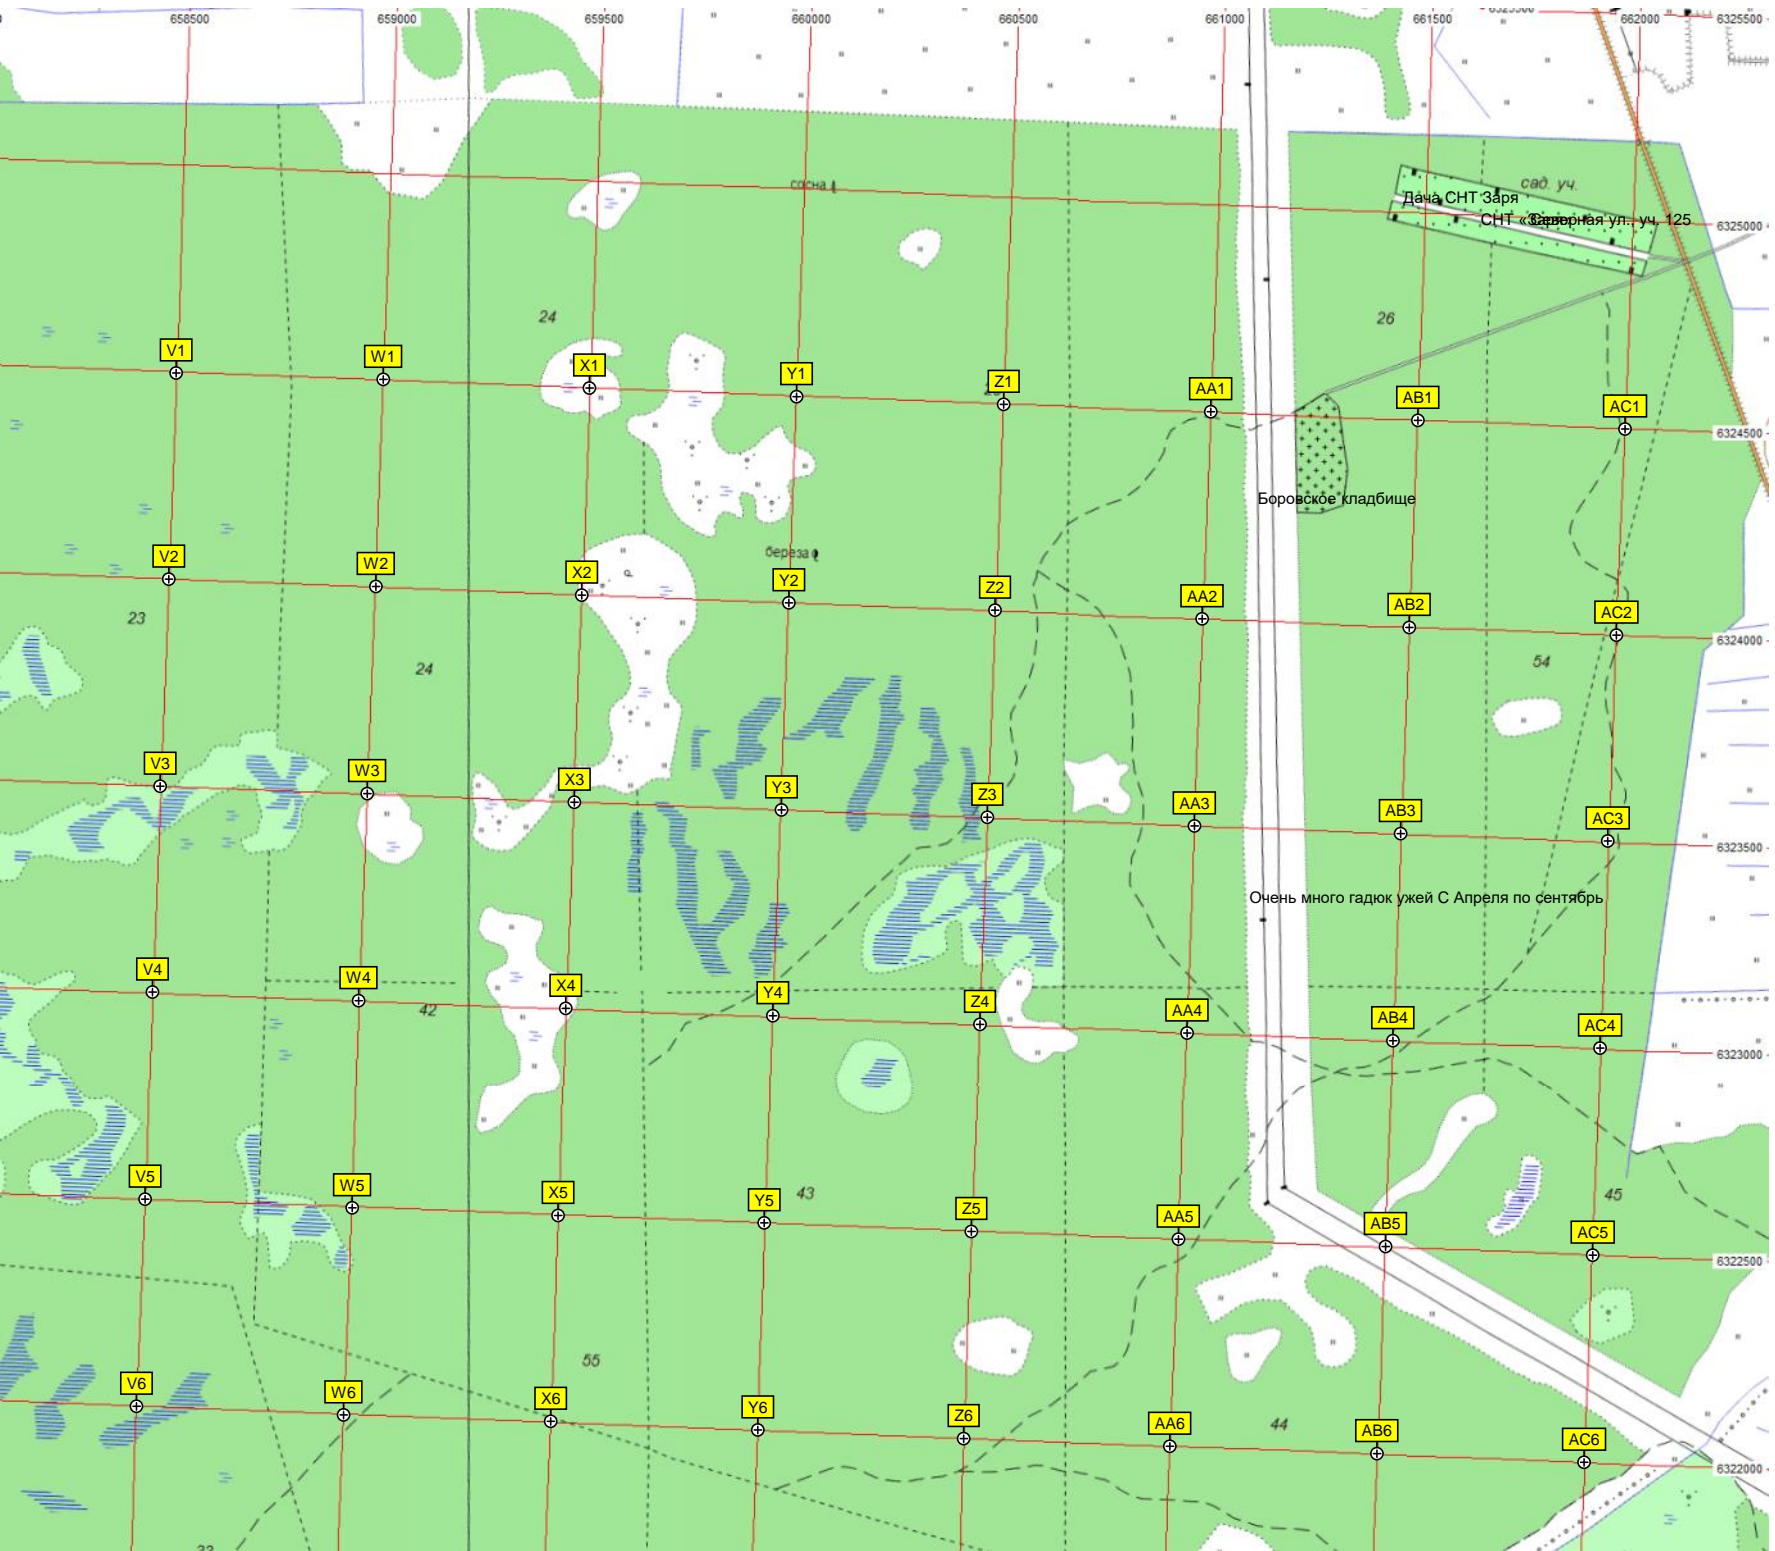 658500 659000 659500 660000 660500 661000 661500 662000 6325500
сосна
сад. уч.
Дача СНТ Заря
6325000
24
26
V1 W1 X1 Y1 Z1 AA1 AB1 AC1
6324500
Боровское кладбище
береза
V2 W2 X2 Y2 Z2 AA2 AB2 AC2
23
6324000
24
54
V3 W3 X3 Y3 Z3 AA3 AB3 AC3
6323500
Очень много гадюк ужей С Апреля по сентябрь
V4 W4 X4 Y4 Z4 AA4 AB4 AC4
42
6323000
V5 W5 X5 Y5 Z5 AA5 AB5 AC5
43
45
6322500
55
V6 W6 X6 Y6 Z6 AA6 AB6 AC6
44
6322000